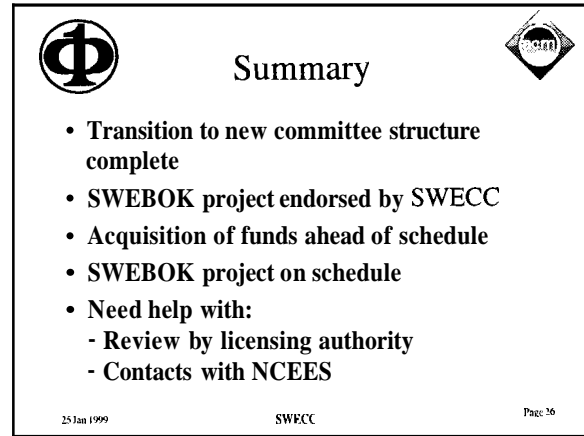 acm
Summary
• Transition to new committee structure
complete
• SWEBOK project endorsed by SWECC
• Acquisition of funds ahead of schedule
• SWEBOK project on schedule
• Need help with:
- Review by licensing authority
- Contacts with NCEES
25 Jan 1999
SWECC
Page 26